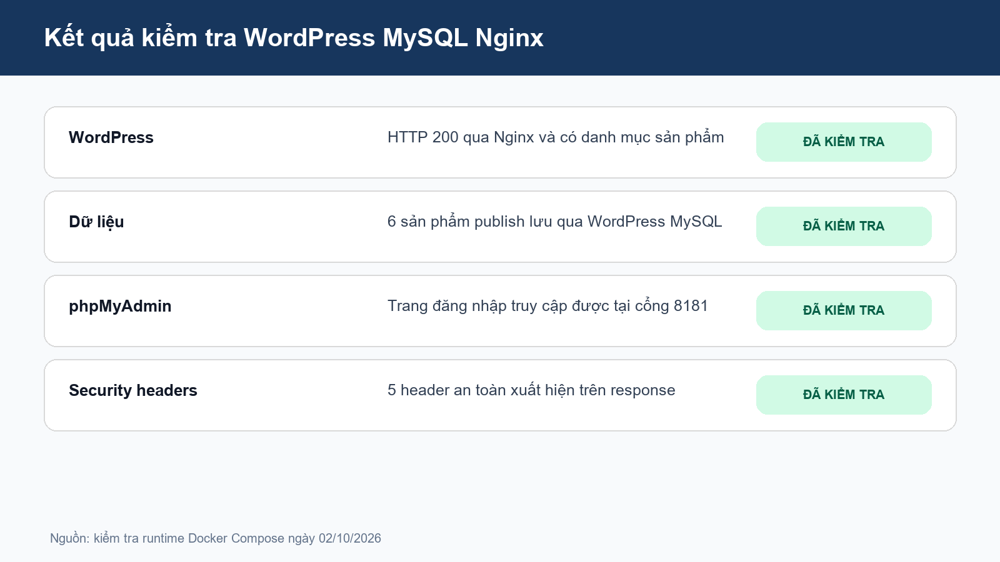 Kết quả kiểm tra WordPress MySQL Nginx
WordPress
HTTP 200 qua Nginx và có danh mục sản phẩm
ĐÃ KIỂM TRA
Dữ liệu
6 sản phẩm publish lưu qua WordPress MySQL
ĐÃ KIỂM TRA
phpMyAdmin
Trang đăng nhập truy cập được tại cổng 8181
ĐÃ KIỂM TRA
Security headers
5 header an toàn xuất hiện trên response
ĐÃ KIỂM TRA
Nguồn: kiểm tra runtime Docker Compose ngày 02/10/2026